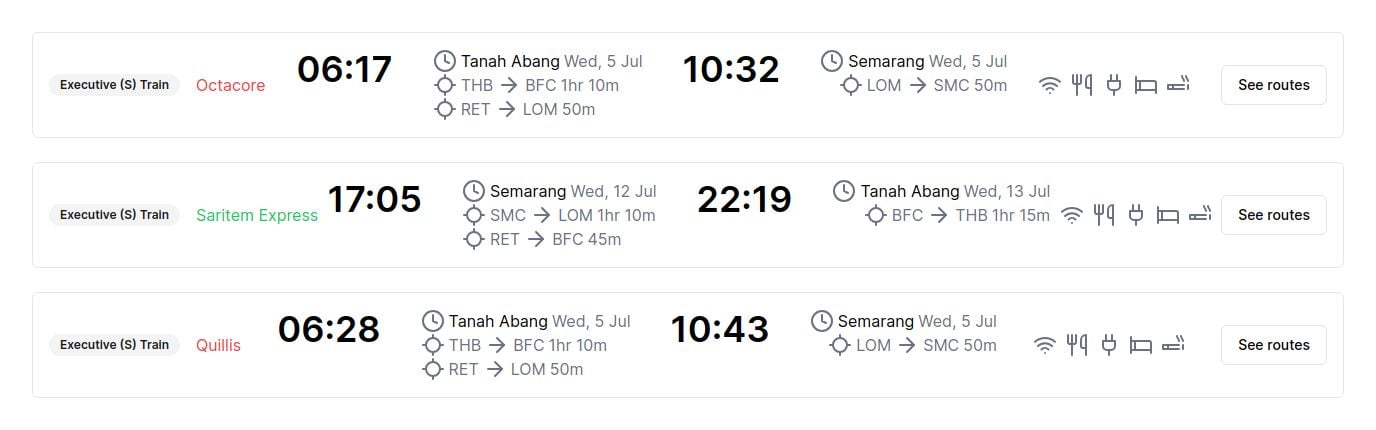 Executive (S) Train Octacore 06:17 Tanah Abang Wed, 5 Jul 10:32 Semarang Wed, 5 Jul See routes
THB → BFC 1hr 10m LOM → SMC 50m
RET → LOM 50m
Executive (S) Train Saritem Express 17:05 Semarang Wed, 12 Jul 22:19 Tanah Abang Wed, 13 Jul See routes
SMC → LOM 1hr 10m BFC → THB 1hr 15m
RET → BFC 45m
Executive (S) Train Quillis 06:28 Tanah Abang Wed, 5 Jul 10:43 Semarang Wed, 5 Jul See routes
THB → BFC 1hr 10m LOM → SMC 50m
RET → LOM 50m